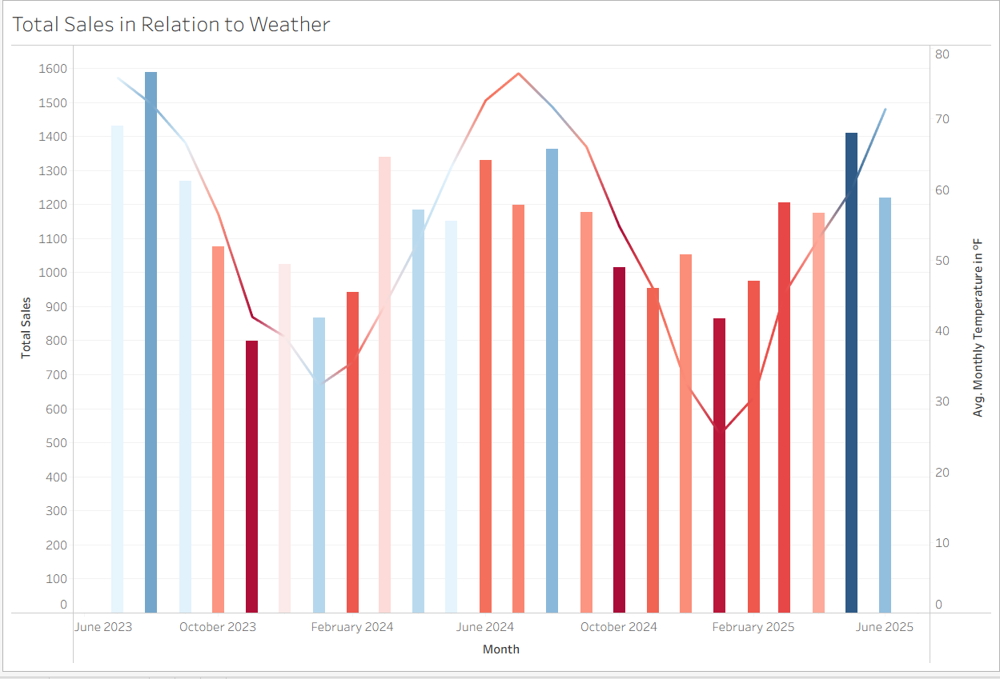 Total Sales in Relation to Weather
Total Sales
1600
1500
1400
1300
1200
1100
1000
900
800
700
600
500
400
300
200
100
0
80
70
60
50
40
30
20
10
0
Avg. Monthly Temperature in °F
June 2023
October 2023
February 2024
June 2024
October 2024
February 2025
June 2025
Month